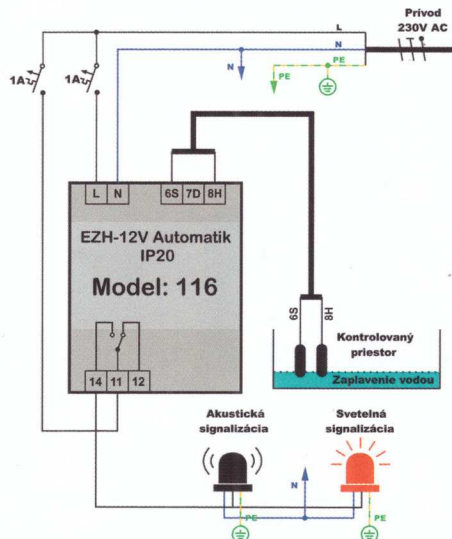 Prívod
230V AC
L
N
PE
N
PE
1A
1A
L N 6S 7D 8H
EZH-12V Automatik
IP20
Model: 116
6S 8H
Kontrolovaný
priestor
Zaplavenie vodou
14 11 12
Akustická
signalizácia
Svetelná
signalizácia
N
PE
PE